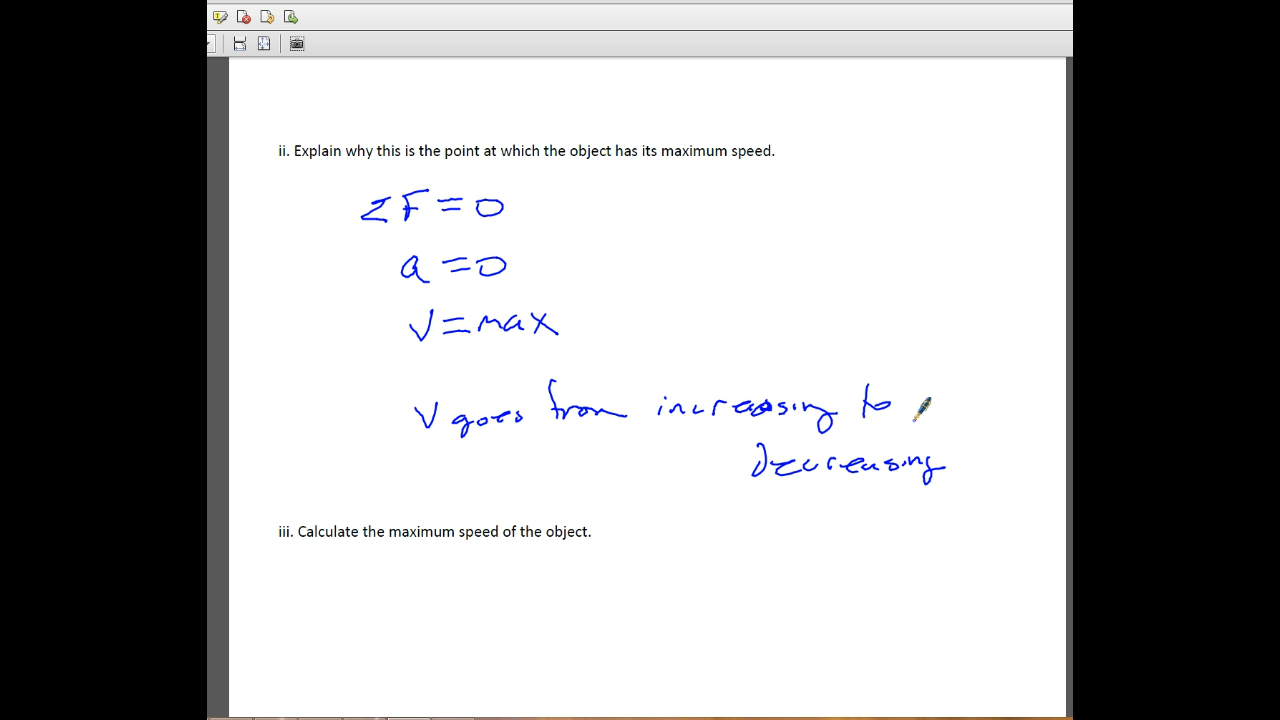 ii. Explain why this is the point at which the object has its maximum speed.
ΣF = 0
a = 0
v = max
v goes from increasing to
Decreasing
iii. Calculate the maximum speed of the object.